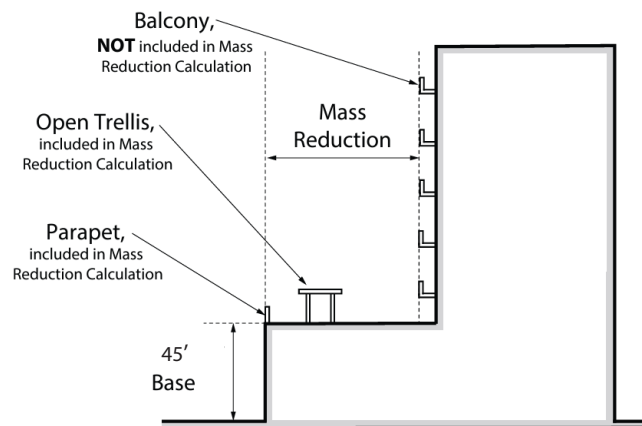 Balcony,
NOT included in Mass
Reduction Calculation
Open Trellis,
included in Mass
Reduction Calculation
Parapet,
included in Mass
Reduction Calculation
Mass
Reduction
45′
Base